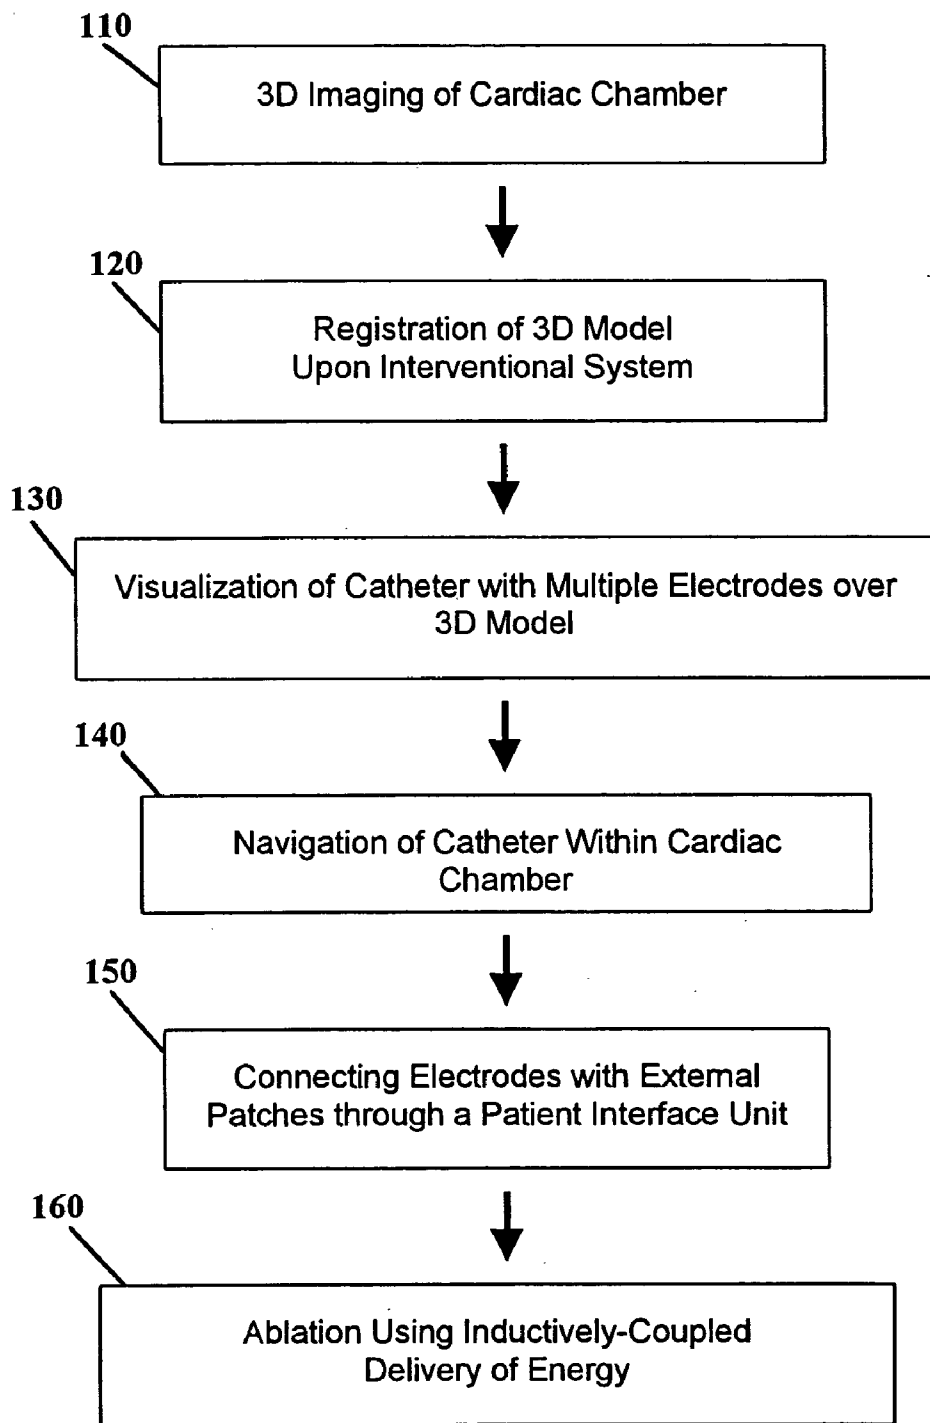 110
3D Imaging of Cardiac Chamber
120
Registration of 3D Model
Upon Interventional System
130
Visualization of Catheter with Multiple Electrodes over
3D Model
140
Navigation of Catheter Within Cardiac
Chamber
150
Connecting Electrodes with External
Patches through a Patient Interface Unit
160
Ablation Using Inductively-Coupled
Delivery of Energy